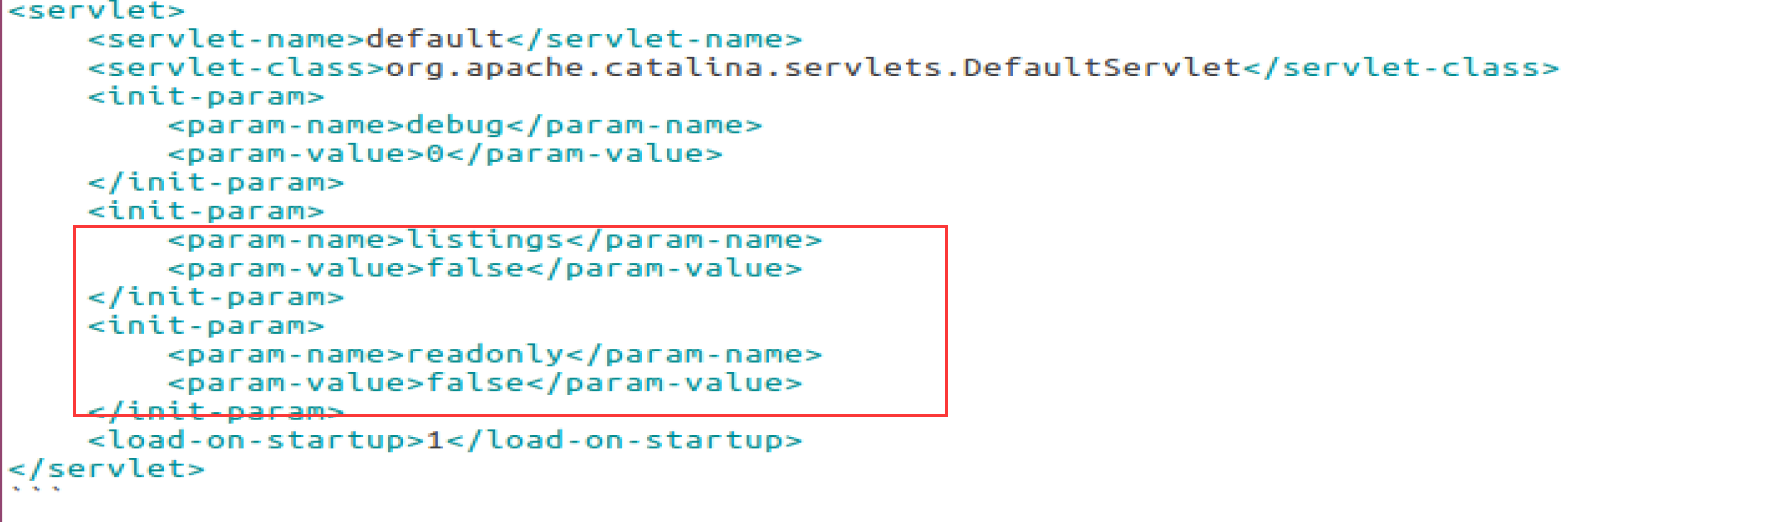 <servlet>
<servlet-name>default</servlet-name>
<servlet-class>org.apache.catalina.servlets.DefaultServlet</servlet-class>
<init-param>
<param-name>debug</param-name>
<param-value>0</param-value>
</init-param>
<init-param>
<param-name>listings</param-name>
<param-value>false</param-value>
</init-param>
<init-param>
<param-name>readonly</param-name>
<param-value>false</param-value>
</init-param>
<load-on-startup>1</load-on-startup>
</servlet>
```